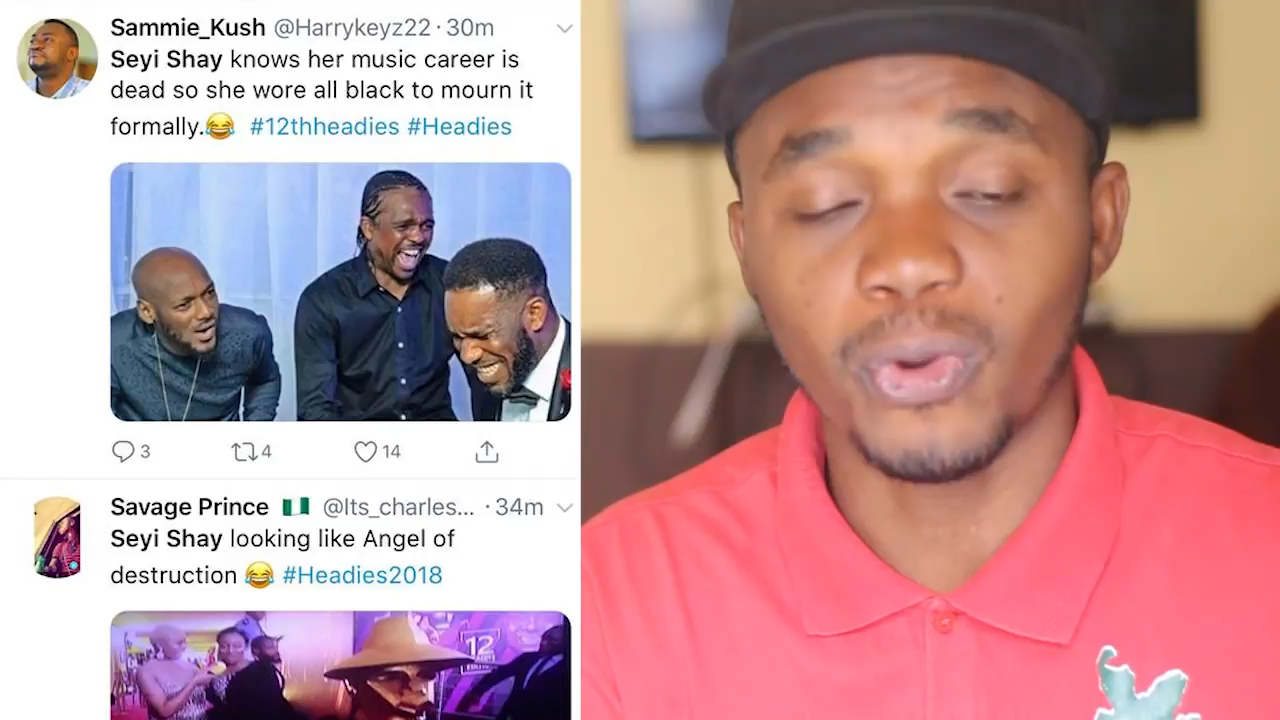 Sammie_Kush @Harrykeyz22 · 30m
Seyi Shay knows her music career is
dead so she wore all black to mourn it
formally.😂 #12thheadies #Headies
3 4 14
Savage Prince 🇳🇬 @Its_charles... · 34m
Seyi Shay looking like Angel of
destruction 😂 #Headies2018
12